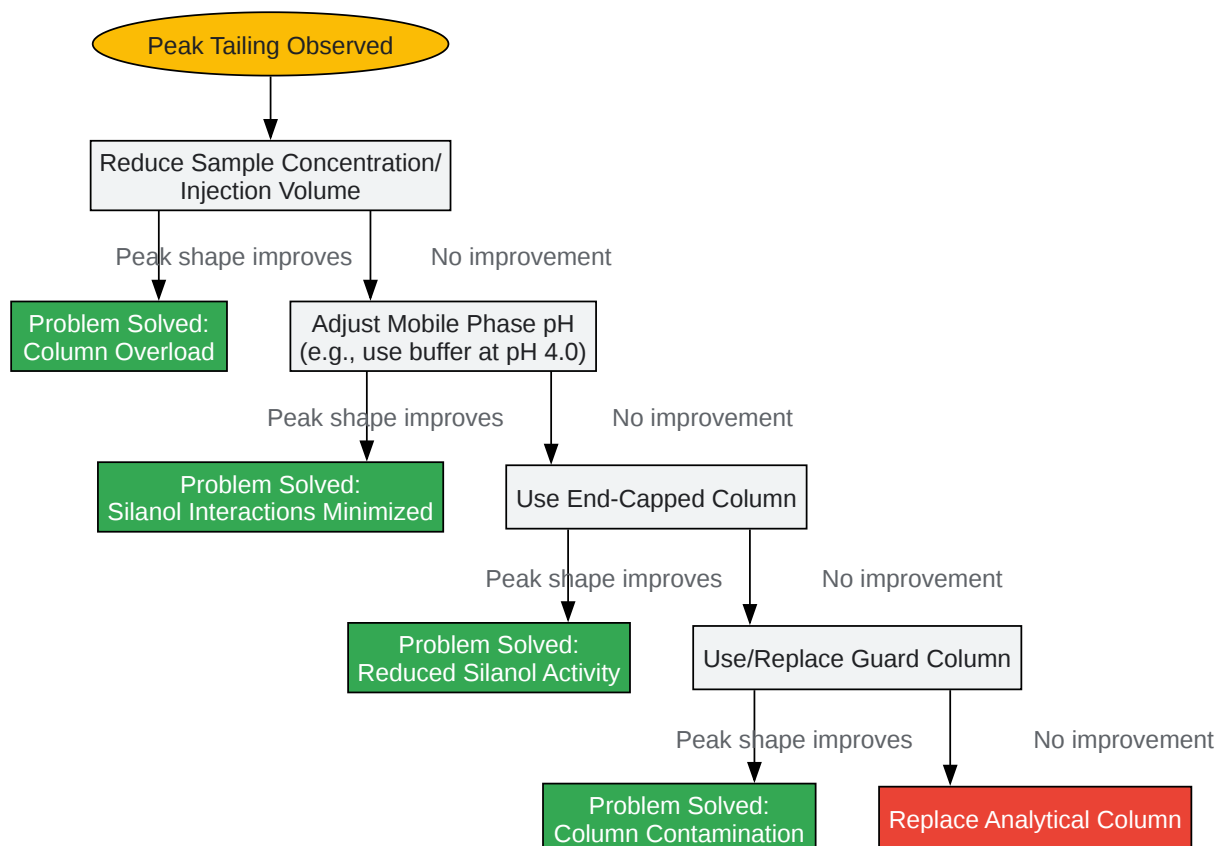 Peak Tailing Observed
Reduce Sample Concentration/
Injection Volume
Peak shape improves
No improvement
Problem Solved:
Column Overload
Adjust Mobile Phase pH
(e.g., use buffer at pH 4.0)
Peak shape improves
No improvement
Problem Solved:
Silanol Interactions Minimized
Use End-Capped Column
Peak shape improves
No improvement
Problem Solved:
Reduced Silanol Activity
Use/Replace Guard Column
Peak shape improves
No improvement
Problem Solved:
Column Contamination
Replace Analytical Column